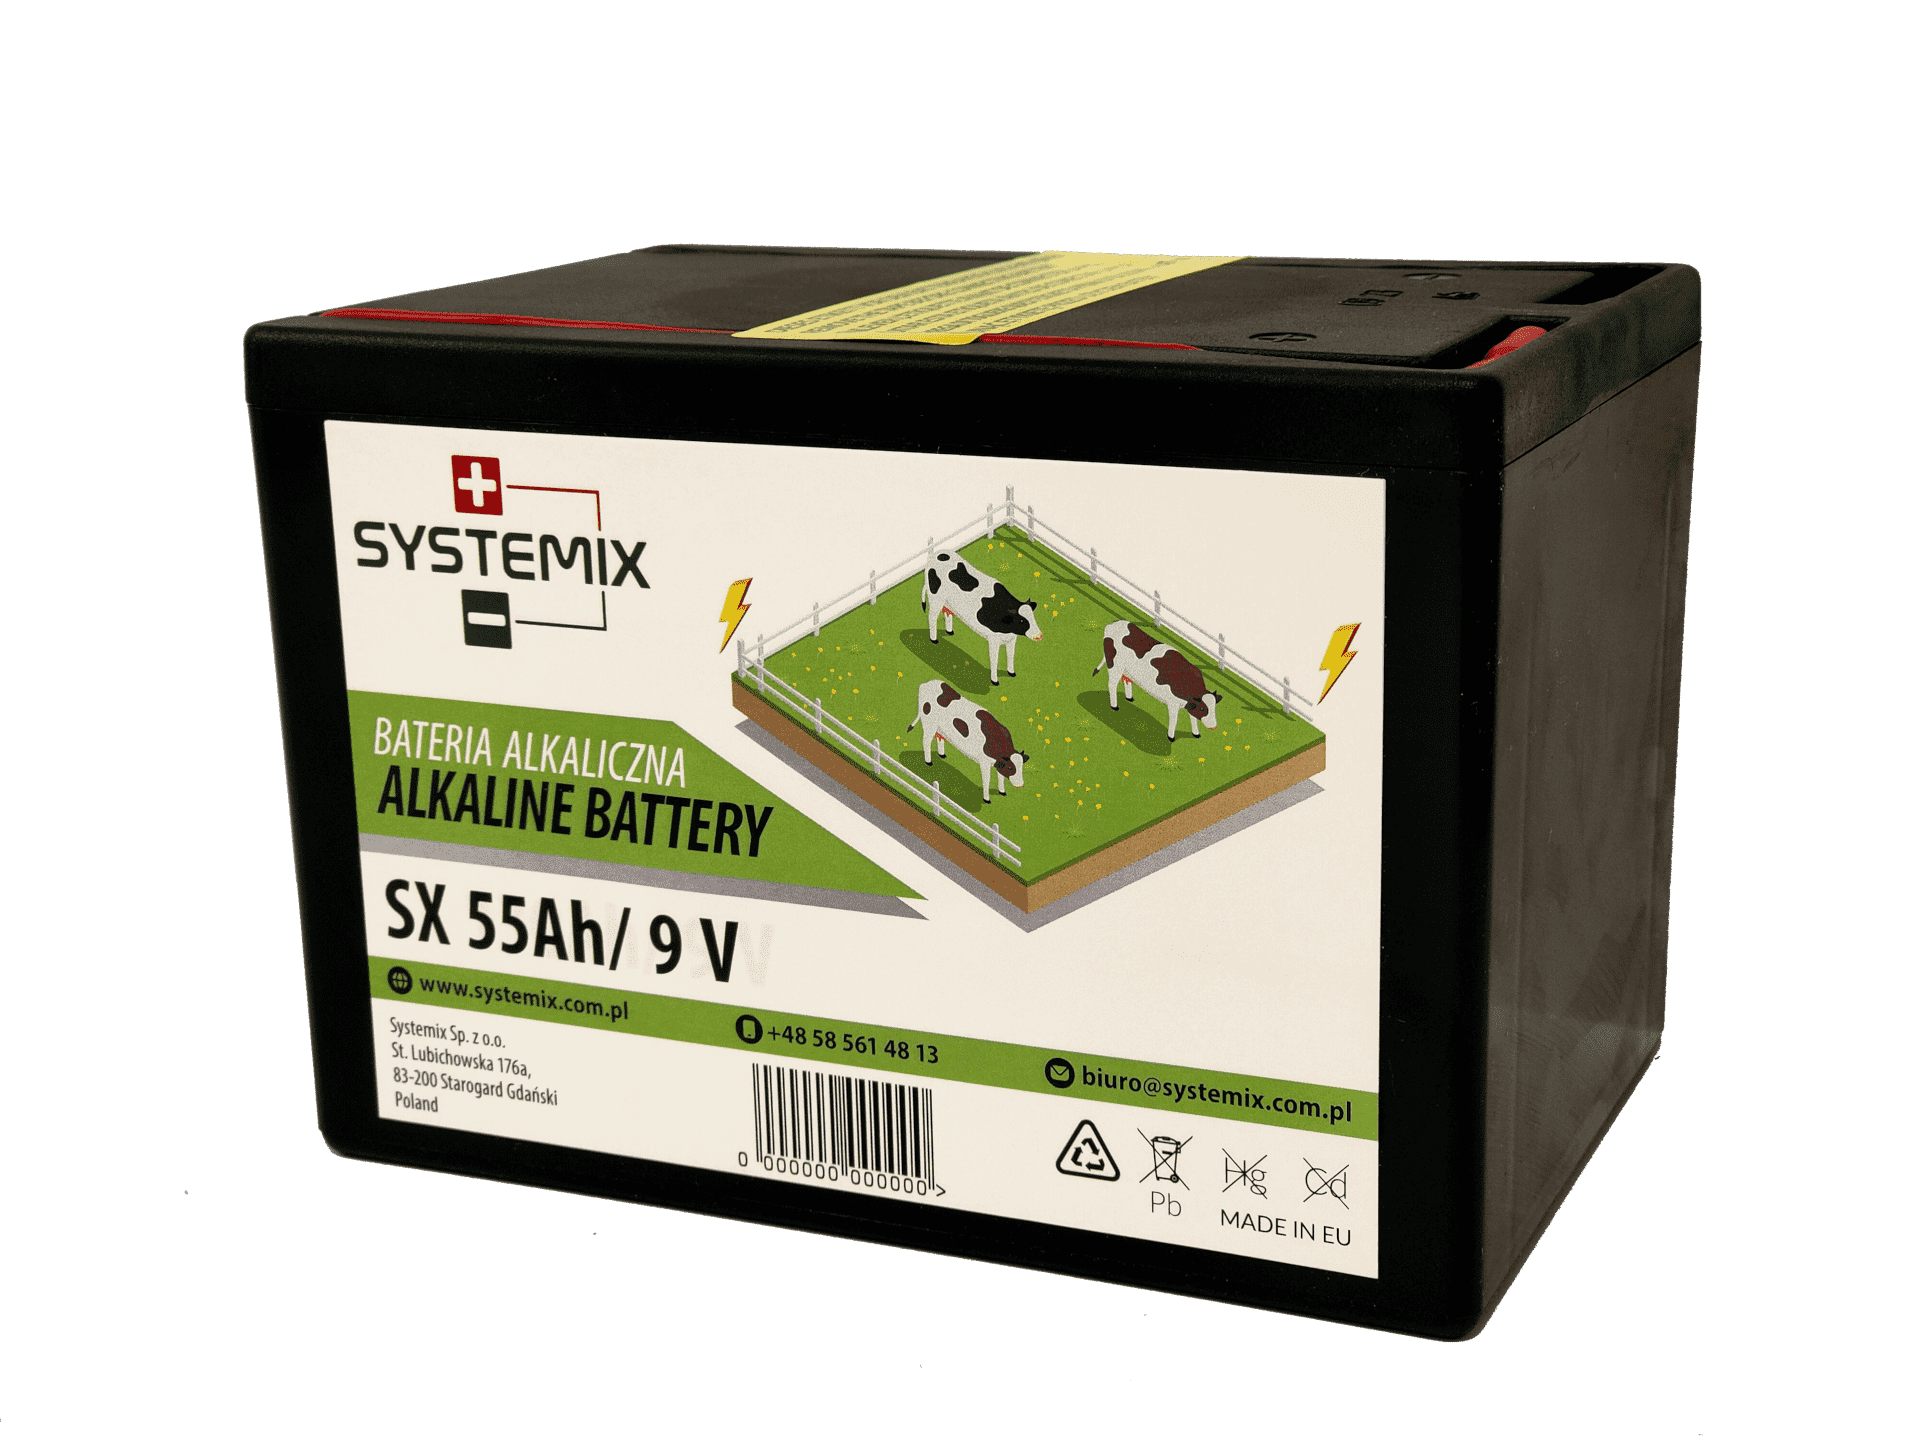 SYSTEMIX
BATERIA ALKALICZNA
ALKALINE BATTERY
SX 55Ah/ 9 V
www.systemix.com.pl
+48 58 561 48 13
biuro@systemix.com.pl
Systemix Sp. z o.o.
St. Lubichowska 176a,
83-200 Starogard Gdański
Poland
0 000000 000000 >
Pb
Hg
Cd
MADE IN EU